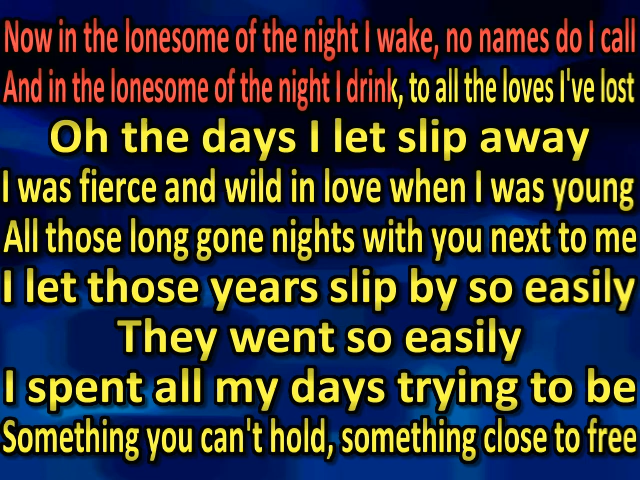 Now in the lonesome of the night I wake, no names do I call
And in the lonesome of the night I drink, to all the loves I've lost
Oh the days I let slip away
I was fierce and wild in love when I was young
All those long gone nights with you next to me
I let those years slip by so easily
They went so easily
I spent all my days trying to be
Something you can't hold, something close to free